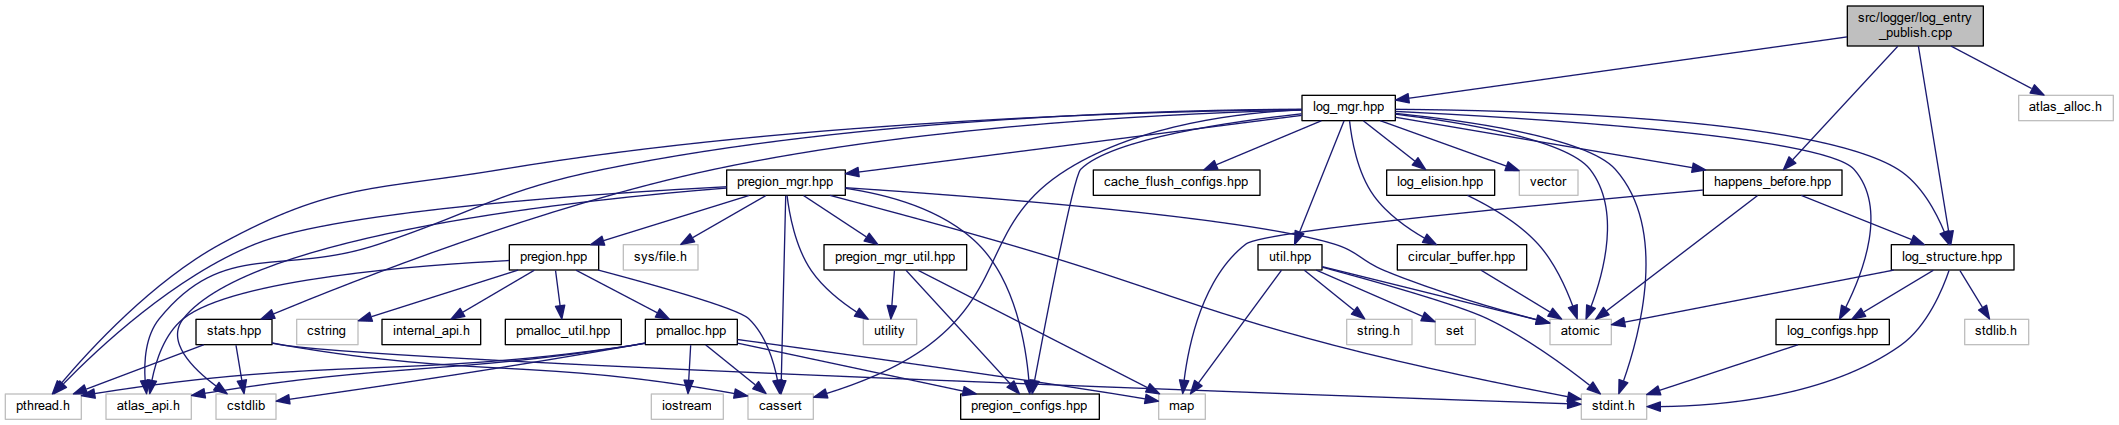 src/logger/log_entry
_publish.cpp
log_mgr.hpp
atlas_alloc.h
pregion_mgr.hpp
cache_flush_configs.hpp
log_elision.hpp
vector
happens_before.hpp
pregion.hpp
sys/file.h
pregion_mgr_util.hpp
util.hpp
circular_buffer.hpp
log_structure.hpp
stats.hpp
cstring
internal_api.h
pmalloc_util.hpp
pmalloc.hpp
utility
string.h
set
atomic
log_configs.hpp
stdlib.h
pthread.h
atlas_api.h
cstdlib
iostream
cassert
pregion_configs.hpp
map
stdint.h